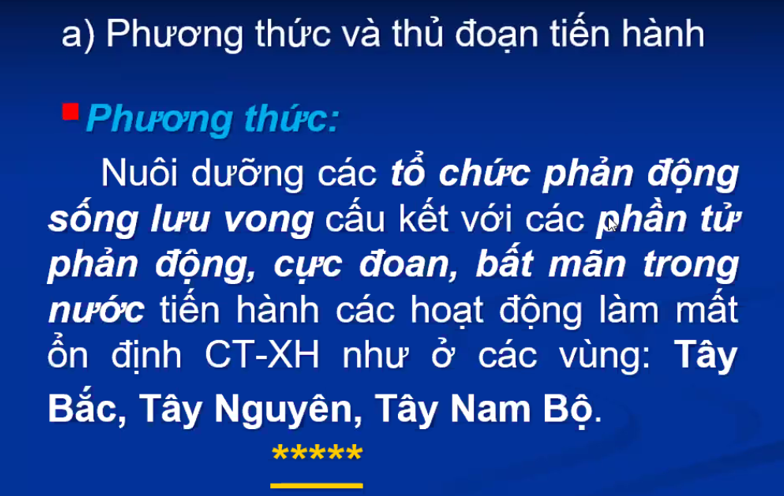 a) Phương thức và thủ đoạn tiến hành
Phương thức:
Nuôi dưỡng các tổ chức phản động
sống lưu vong cấu kết với các phần tử
phản động, cực đoan, bất mãn trong
nước tiến hành các hoạt động làm mất
ổn định CT-XH như ở các vùng: Tây
Bắc, Tây Nguyên, Tây Nam Bộ.
*****